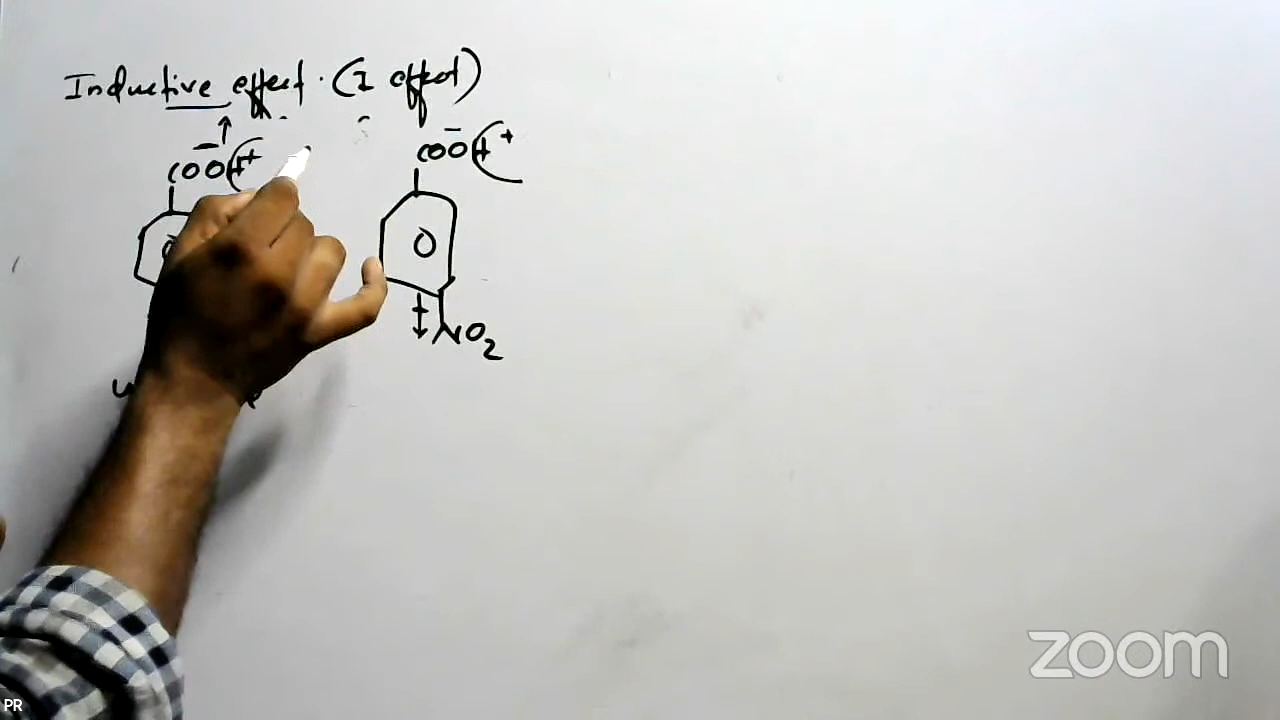 Inductive effect. (I effect)
COOH+ COOH+
NO2
zoom
PR